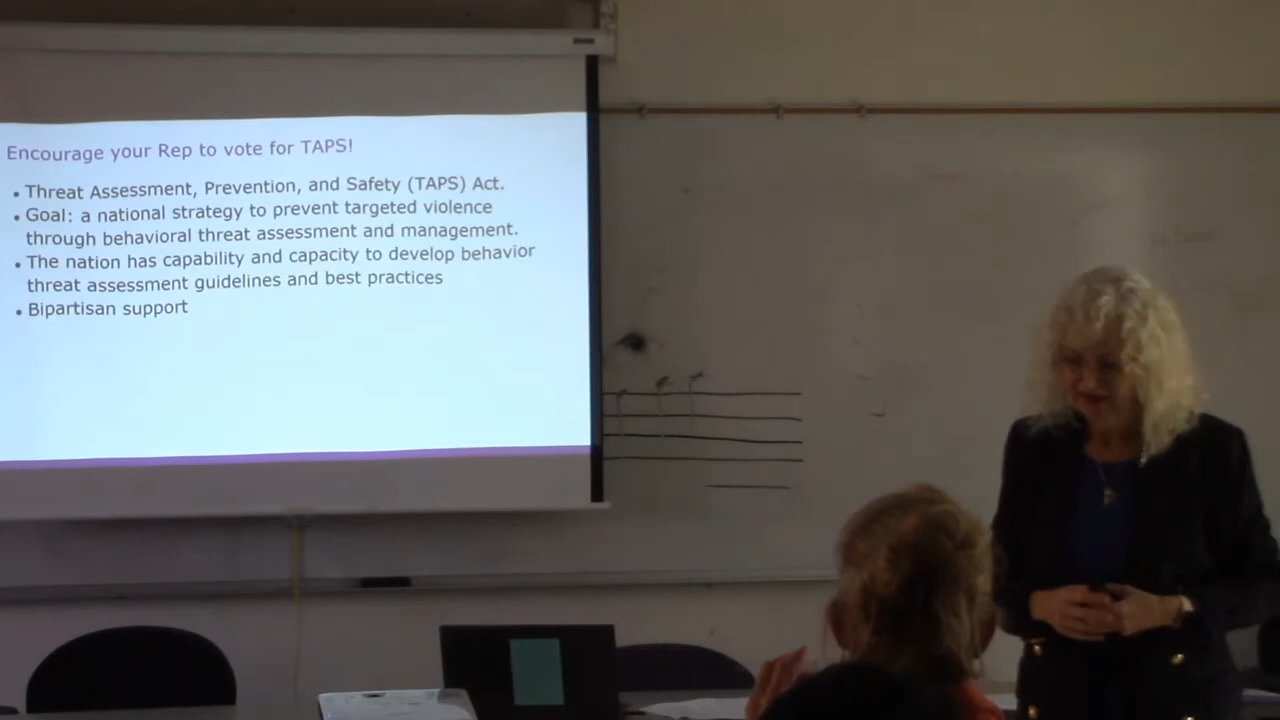 Encourage your Rep to vote for TAPS!
• Threat Assessment, Prevention, and Safety (TAPS) Act.
• Goal: a national strategy to prevent targeted violence
through behavioral threat assessment and management.
• The nation has capability and capacity to develop behavior
threat assessment guidelines and best practices
• Bipartisan support